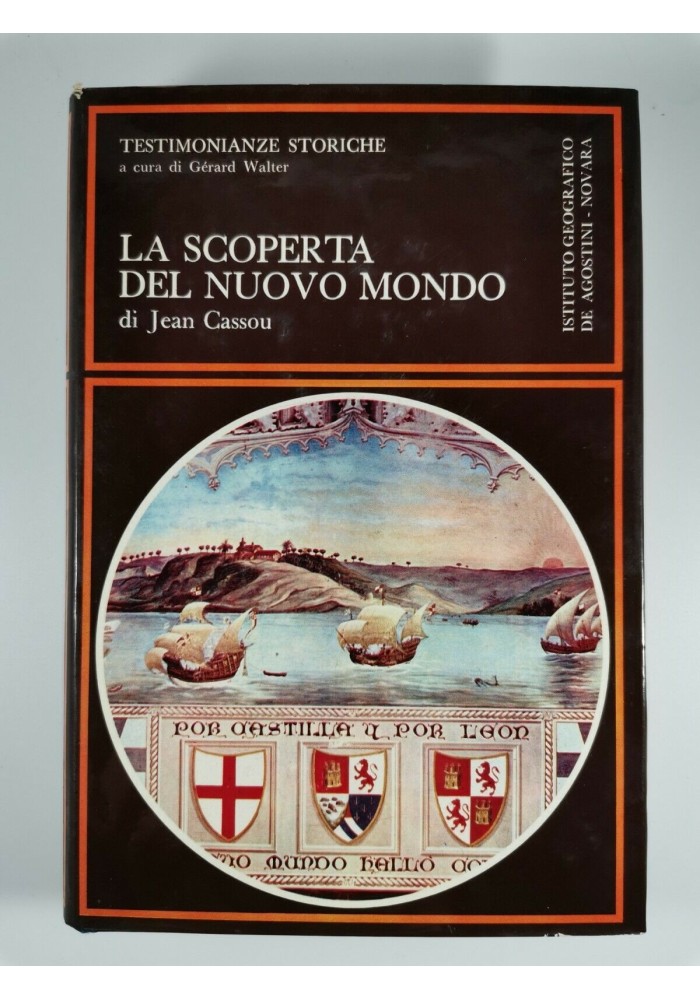 TESTIMONIANZE STORICHE
a cura di Gérard Walter
LA SCOPERTA
DEL NUOVO MONDO
di Jean Cassou
ISTITUTO GEOGRAFICO
DE AGOSTINI - NOVARA
POR CASTILLA Y POR LEON
MUNDO HALLÓ